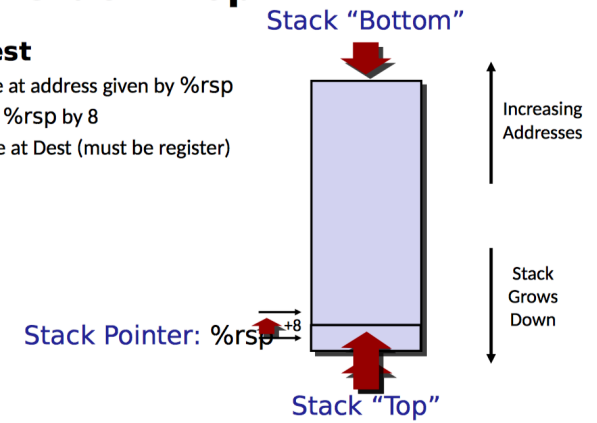 Stack “Bottom”
est
e at address given by %rsp
%rsp by 8
e at Dest (must be register)
Increasing
Addresses
Stack
Grows
Down
+8
Stack Pointer: %rsp
Stack “Top”